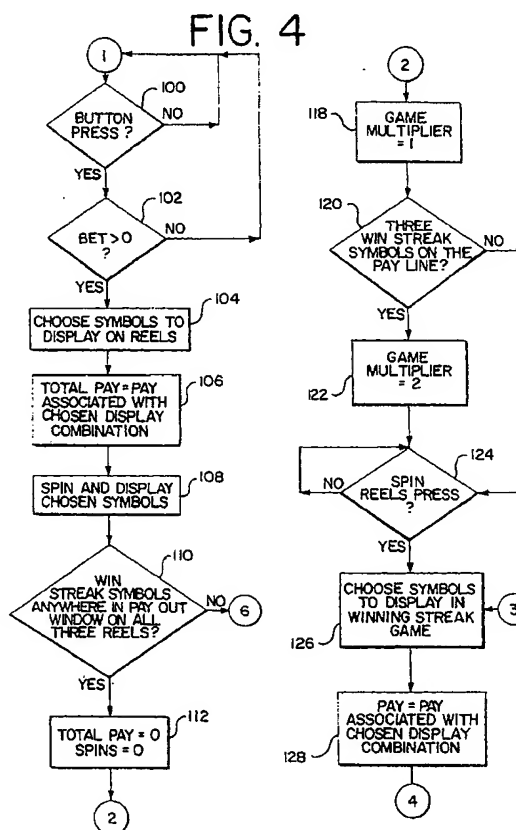 FIG. 4
1
100
BUTTON
PRESS ?
NO
YES
102
BET>0
?
NO
YES
104
CHOOSE SYMBOLS TO
DISPLAY ON REELS
106
TOTAL PAY=PAY
ASSOCIATED WITH
CHOSEN DISPLAY
COMBINATION
108
SPIN AND DISPLAY
CHOSEN SYMBOLS
110
WIN
STREAK SYMBOLS
ANYWHERE IN PAY OUT
WINDOW ON ALL
THREE REELS?
NO
6
YES
112
TOTAL PAY=0
SPINS=0
2
2
118
GAME
MULTIPLIER
= 1
120
THREE
WIN STREAK
SYMBOLS ON THE
PAY LINE?
NO
YES
GAME
MULTIPLIER
= 2
122
124
NO
SPIN
REELS PRESS
?
YES
CHOOSE SYMBOLS
TO DISPLAY IN
WINNING STREAK
GAME
3
126
PAY=PAY
ASSOCIATED WITH
CHOSEN DISPLAY
COMBINATION
128
4